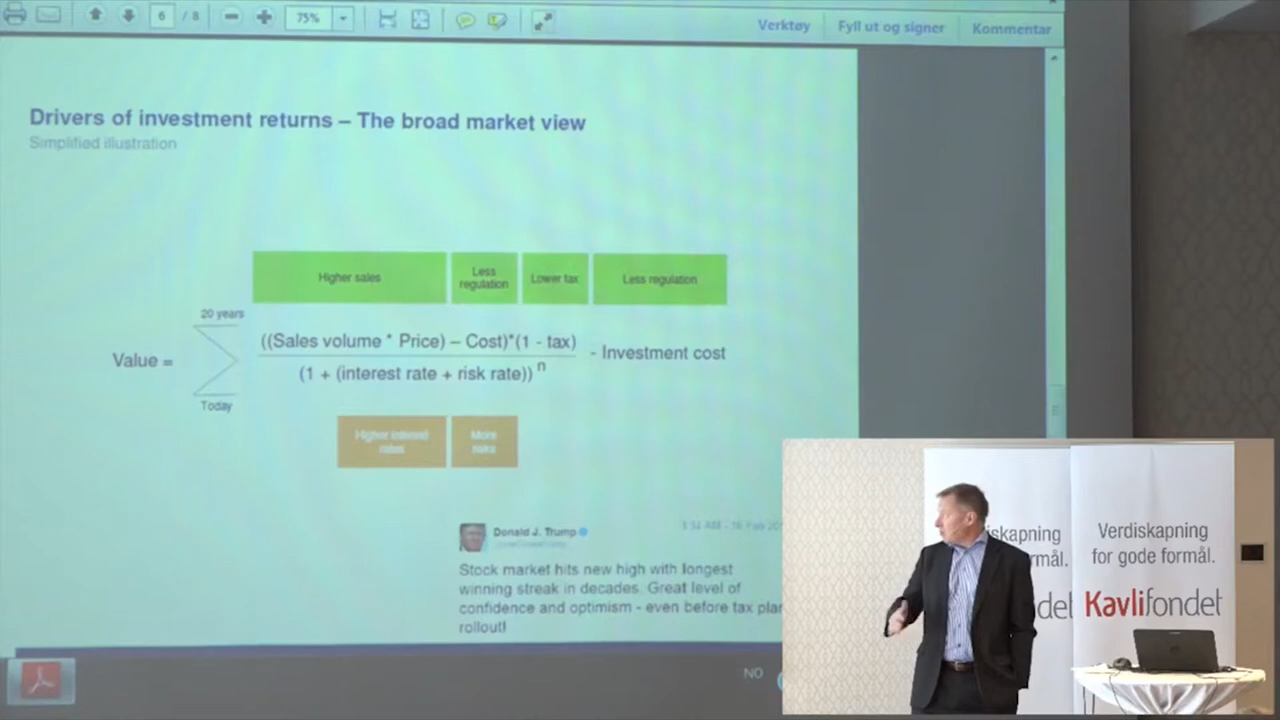 6 / 8
75%
Verktøy
Fyll ut og signer
Kommentar
Drivers of investment returns – The broad market view
Simplified illustration
Higher sales
Less
regulation
Lower tax
Less regulation
20 years
Value =
((Sales volume * Price) – Cost)*(1 - tax)
(1 + (interest rate + risk rate)) n
- Investment cost
Today
Higher interest
rates
More
risks
Donald J. Trump
Stock market hits new high with longest
winning streak in decades. Great level of
confidence and optimism - even before tax plan
rollout!
NO
iskapning
rmål.
det
Verdiskapning
for gode formål.
Kavlifondet